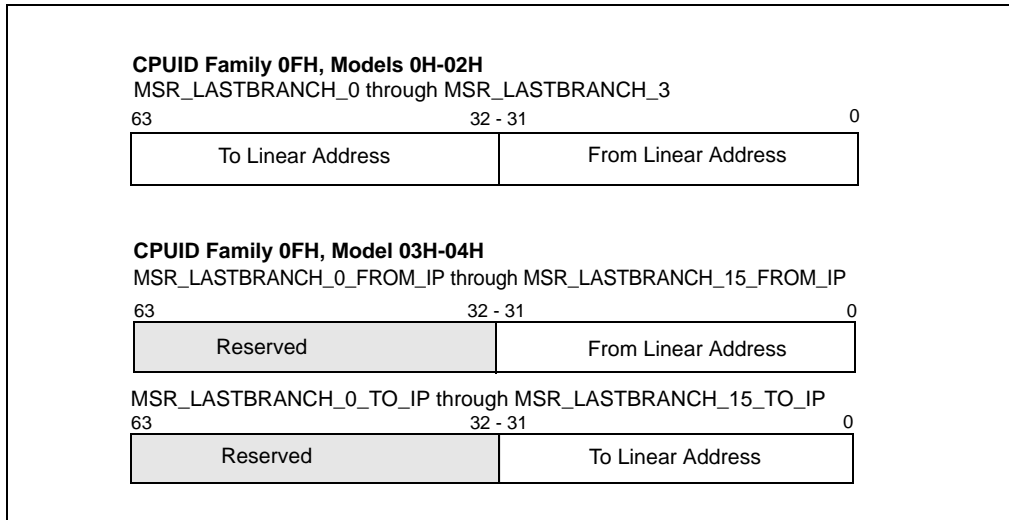 CPUID Family 0FH, Models 0H-02H
MSR_LASTBRANCH_0 through MSR_LASTBRANCH_3
63 32 - 31 0
To Linear Address From Linear Address
CPUID Family 0FH, Model 03H-04H
MSR_LASTBRANCH_0_FROM_IP through MSR_LASTBRANCH_15_FROM_IP
63 32 - 31 0
Reserved From Linear Address
MSR_LASTBRANCH_0_TO_IP through MSR_LASTBRANCH_15_TO_IP
63 32 - 31 0
Reserved To Linear Address